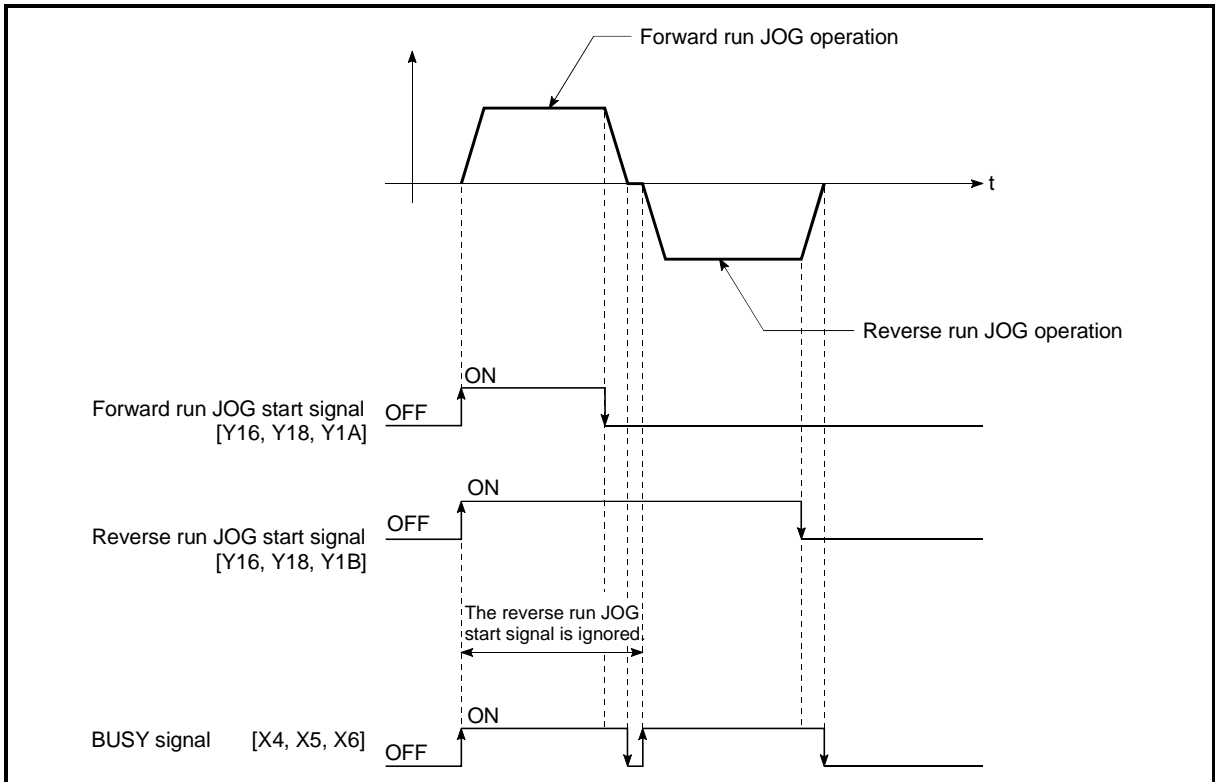 Forward run JOG operation
t
Reverse run JOG operation
ON
Forward run JOG start signal OFF
[Y16, Y18, Y1A]
ON
Reverse run JOG start signal OFF
[Y16, Y18, Y1B]
The reverse run JOG
start signal is ignored.
ON
BUSY signal [X4, X5, X6] OFF